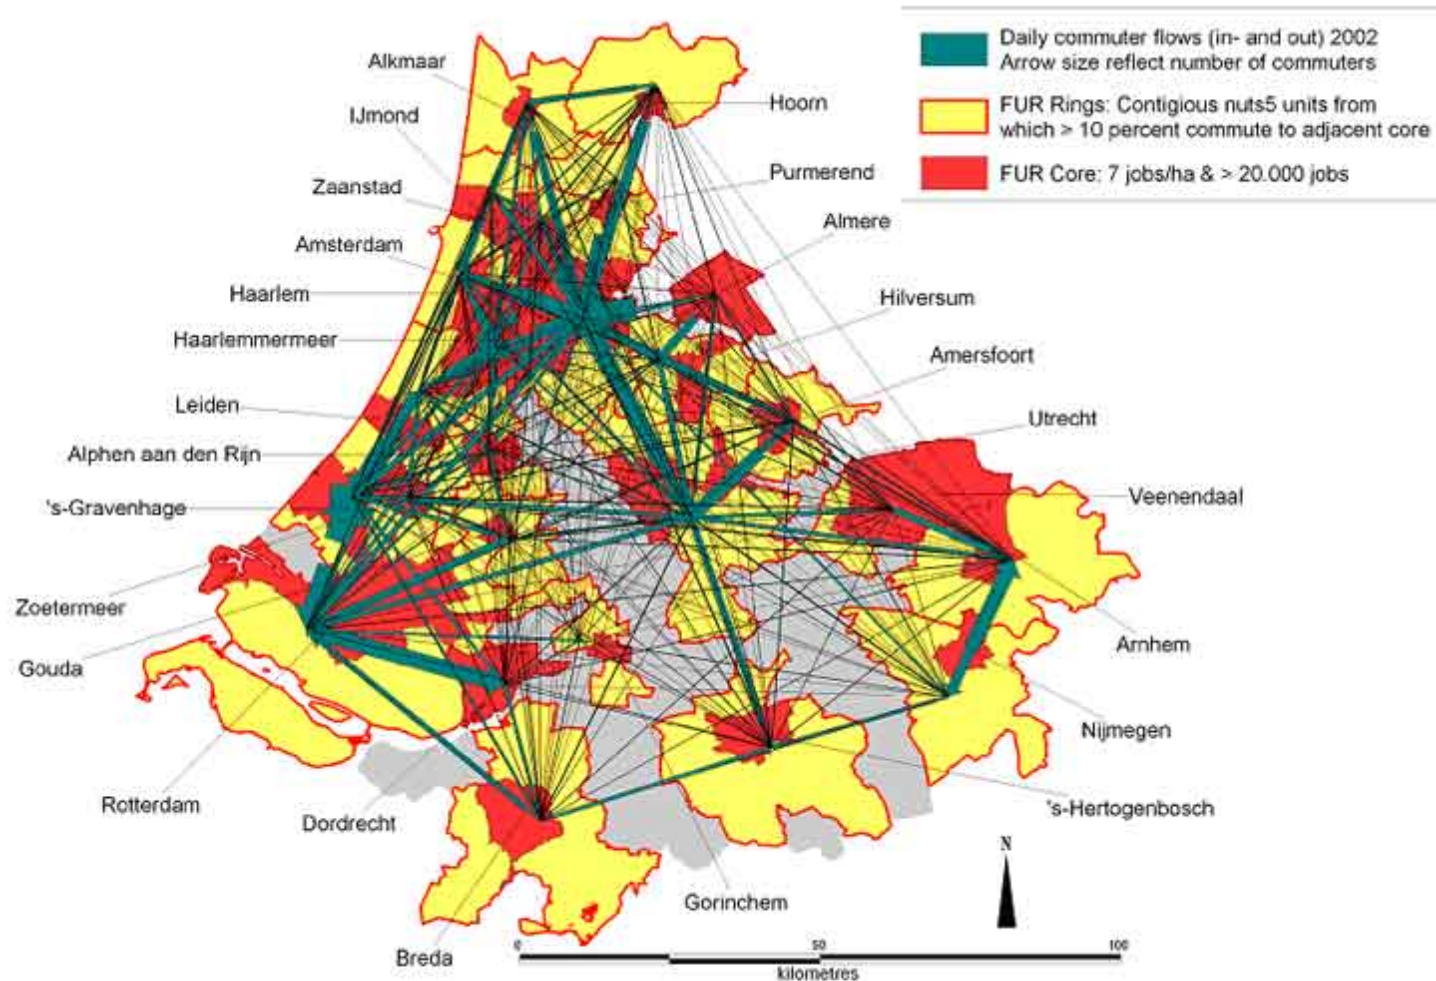 Daily commuter flows (in- and out) 2002
Arrow size reflect number of commuters
FUR Rings: Contigious nuts5 units from
which > 10 percent commute to adjacent core
FUR Core: 7 jobs/ha & > 20.000 jobs
Alkmaar
Hoorn
IJmond
Purmerend
Zaanstad
Almere
Amsterdam
Hilversum
Haarlem
Haarlemmermeer
Amersfoort
Leiden
Utrecht
Alphen aan den Rijn
Veenendaal
's-Gravenhage
Zoetermeer
Arnhem
Gouda
Nijmegen
Rotterdam
's-Hertogenbosch
Dordrecht
N
Gorinchem
Breda
0 50 100
kilometres